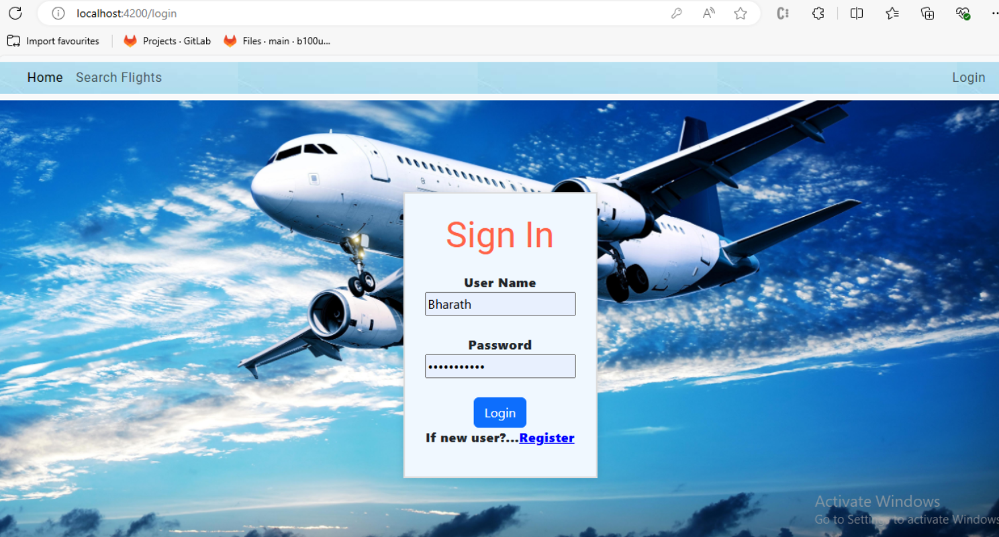 localhost:4200/login
Import favourites Projects · GitLab Files · main · b100u...
Home Search Flights Login
Sign In
User Name
Bharath
Password
•••••••••••
Login
If new user?...Register
Activate Windows
Go to Settings to activate Windows